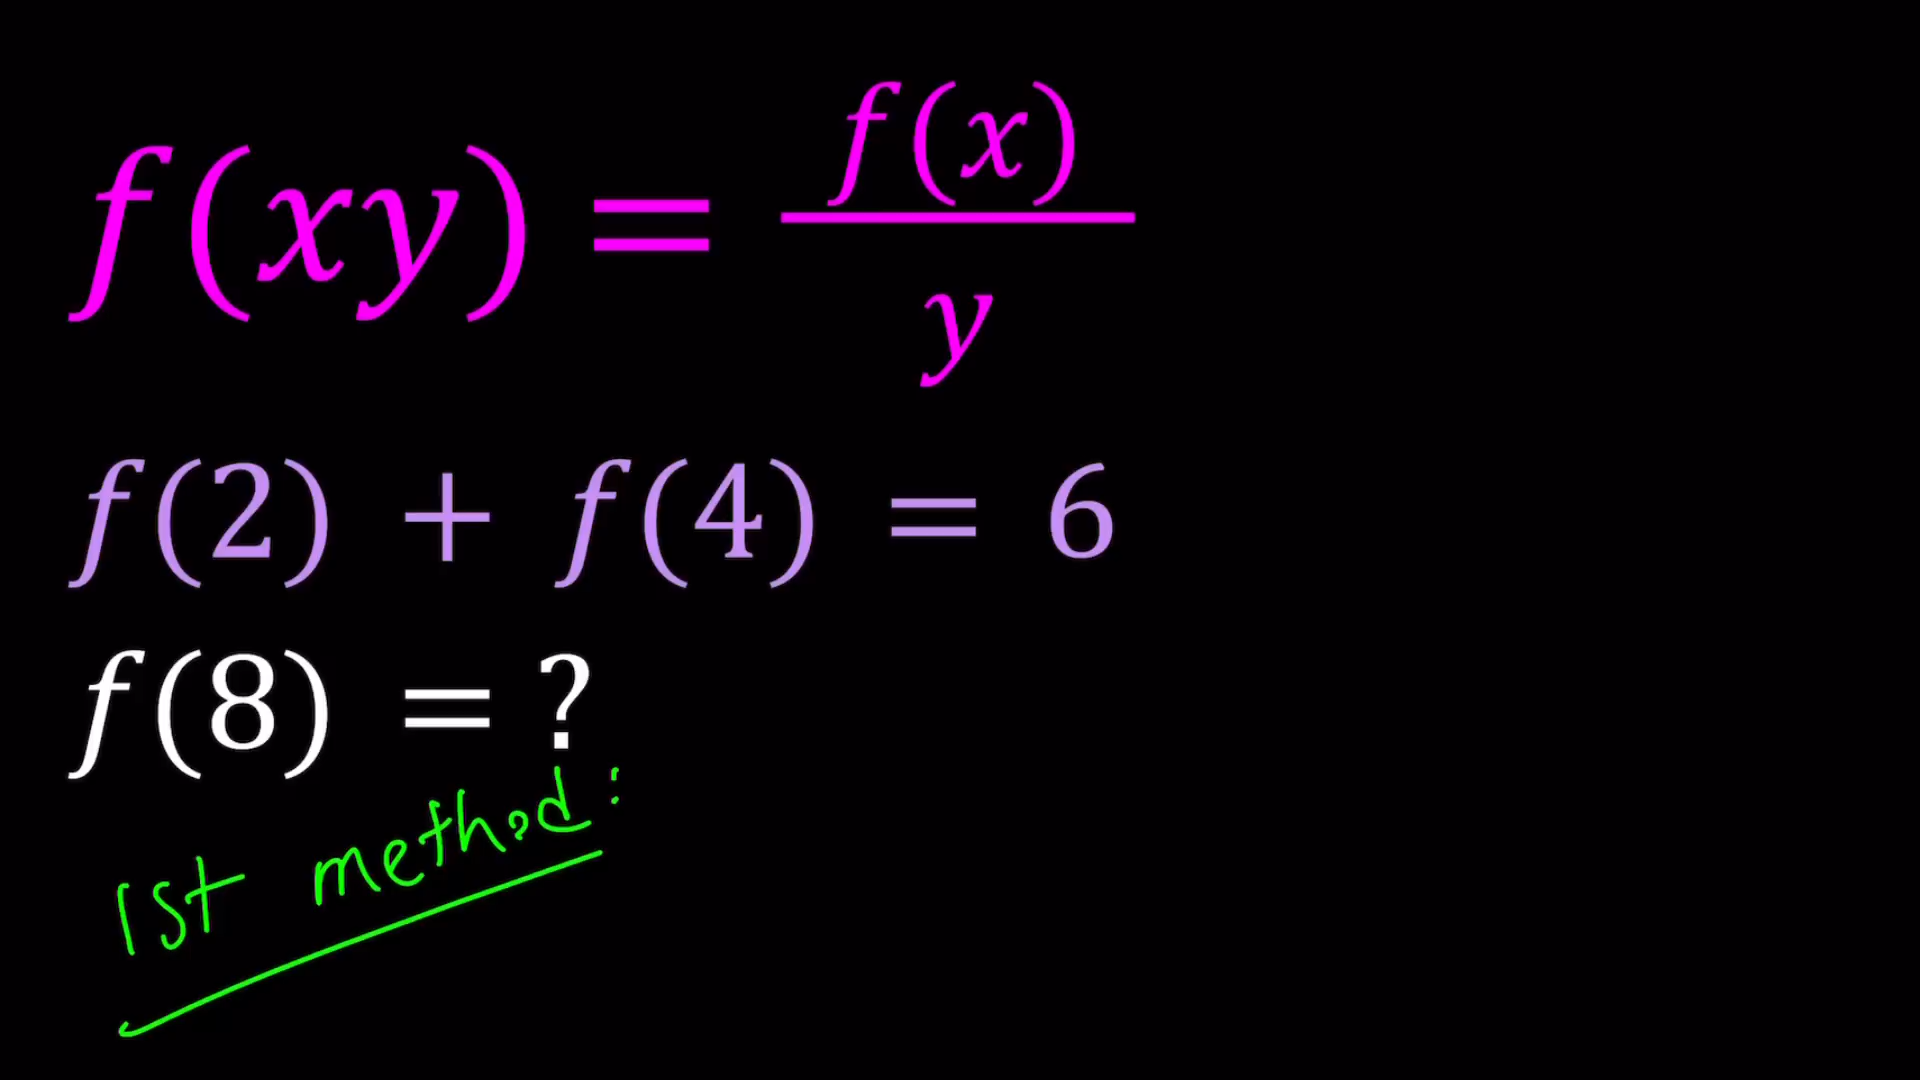 f(xy) = f(x)/y
f(2) + f(4) = 6
f(8) = ?
1st method: